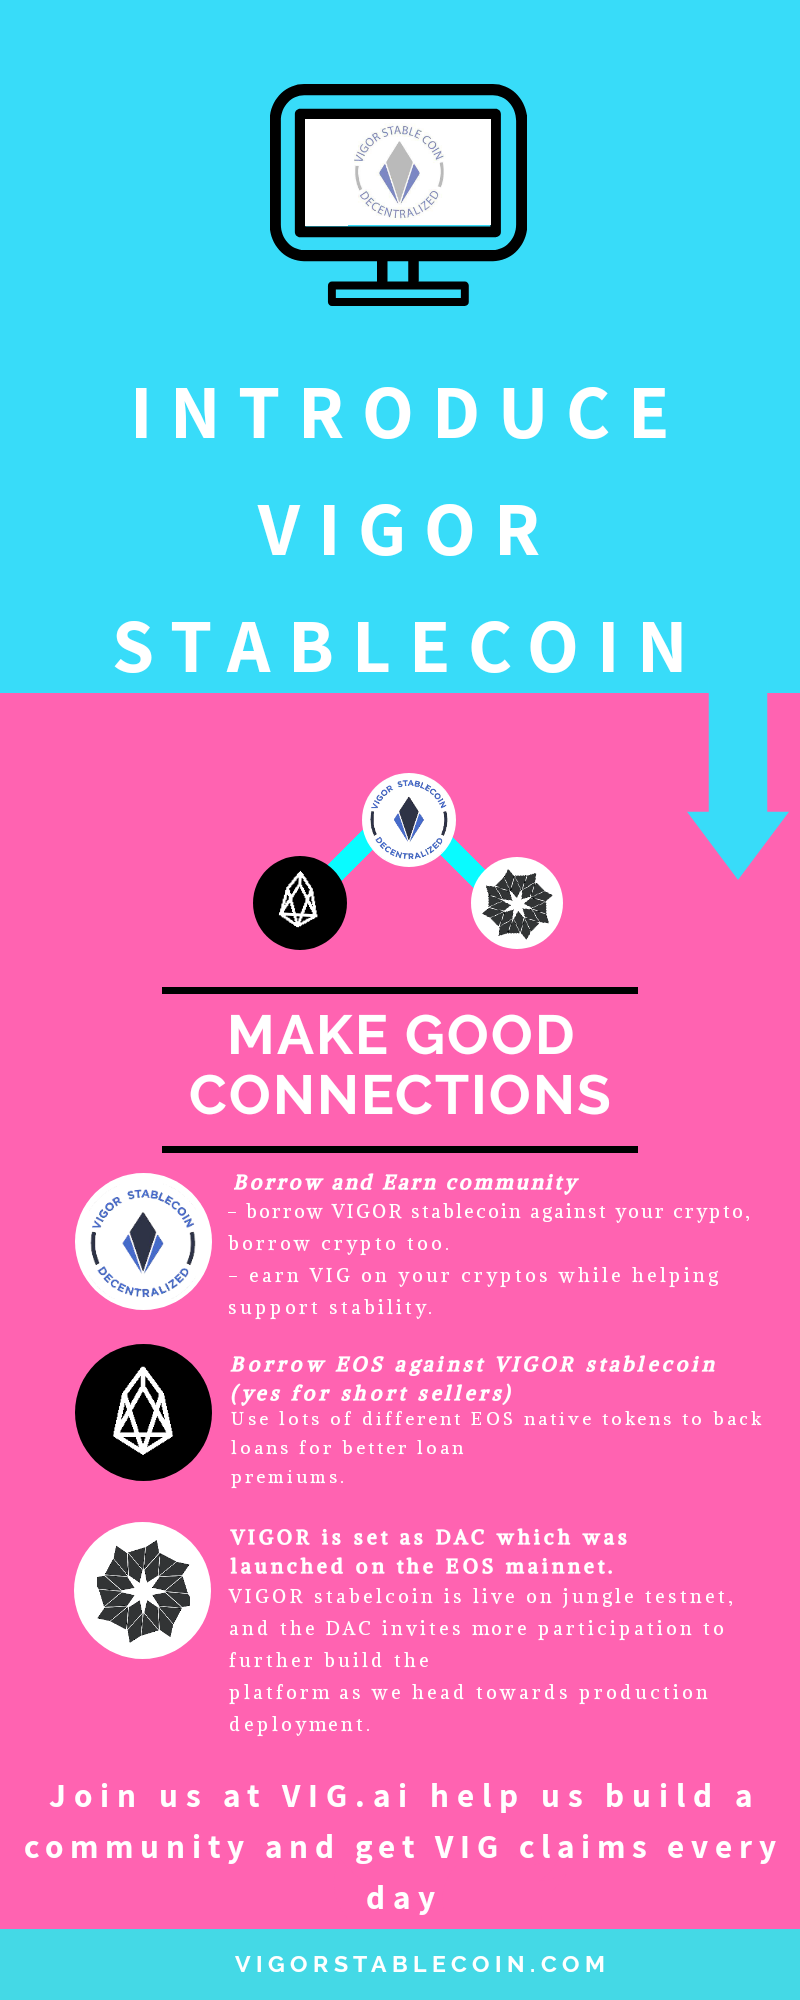 VIGOR STABLE COIN
DECENTRALIZED
INTRODUCE
VIGOR
STABLECOIN
VIGOR STABLECOIN
DECENTRALIZED
MAKE GOOD
CONNECTIONS
VIGOR STABLECOIN
DECENTRALIZED
Borrow and Earn community
– borrow VIGOR stablecoin against your crypto,
borrow crypto too.
– earn VIG on your cryptos while helping
support stability.
Borrow EOS against VIGOR stablecoin
(yes for short sellers)
Use lots of different EOS native tokens to back
loans for better loan
premiums.
VIGOR is set as DAC which was
launched on the EOS mainnet.
VIGOR stabelcoin is live on jungle testnet,
and the DAC invites more participation to
further build the
platform as we head towards production
deployment.
Join us at VIG.ai help us build a
community and get VIG claims every
day
VIGORSTABLECOIN.COM